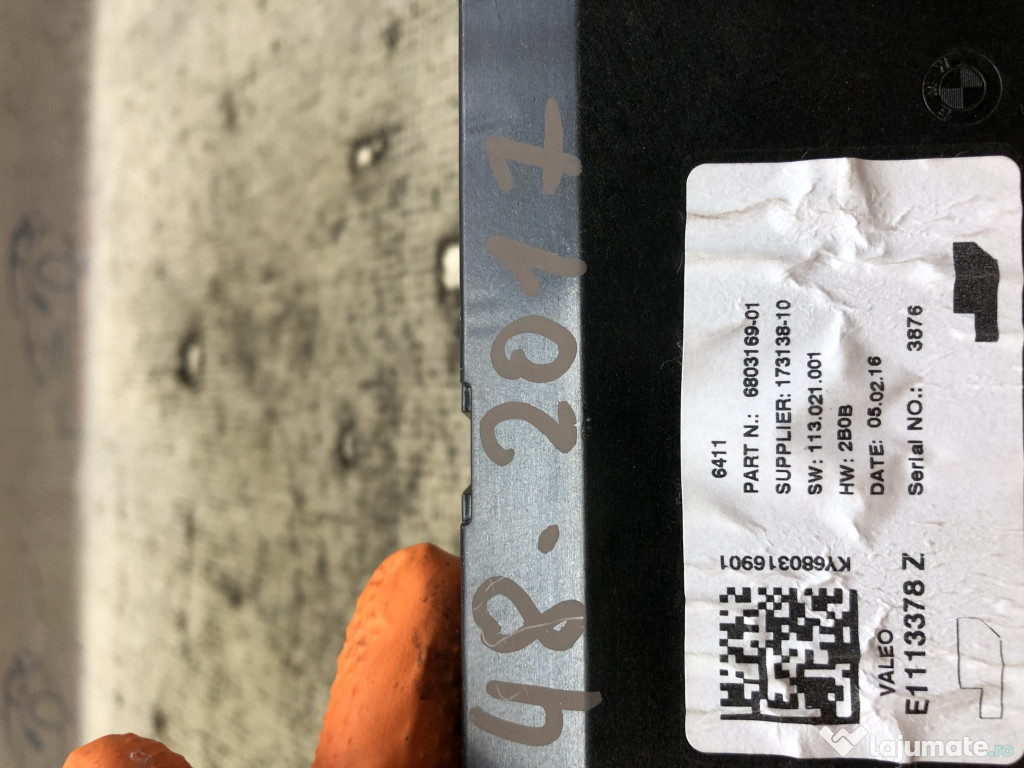 48.2017
BMW
6411
PART N.: 6803169-01
SUPPLIER: 173138-10
SW: 113.021.001
HW: 2B0B
DATE: 05.02.16
Serial NO.: 3876
KY680316901
VALEO
E1113378 Z
lajumate.ro